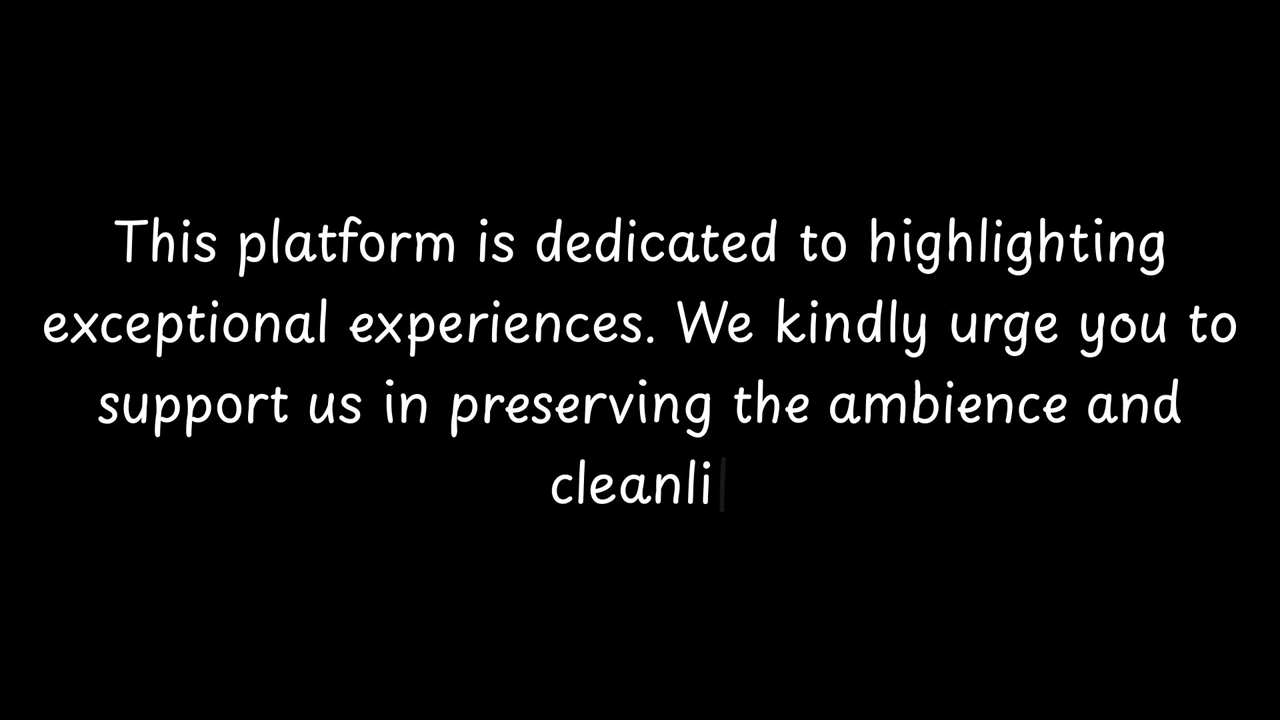 This platform is dedicated to highlighting
exceptional experiences. We kindly urge you to
support us in preserving the ambience and
cleanli